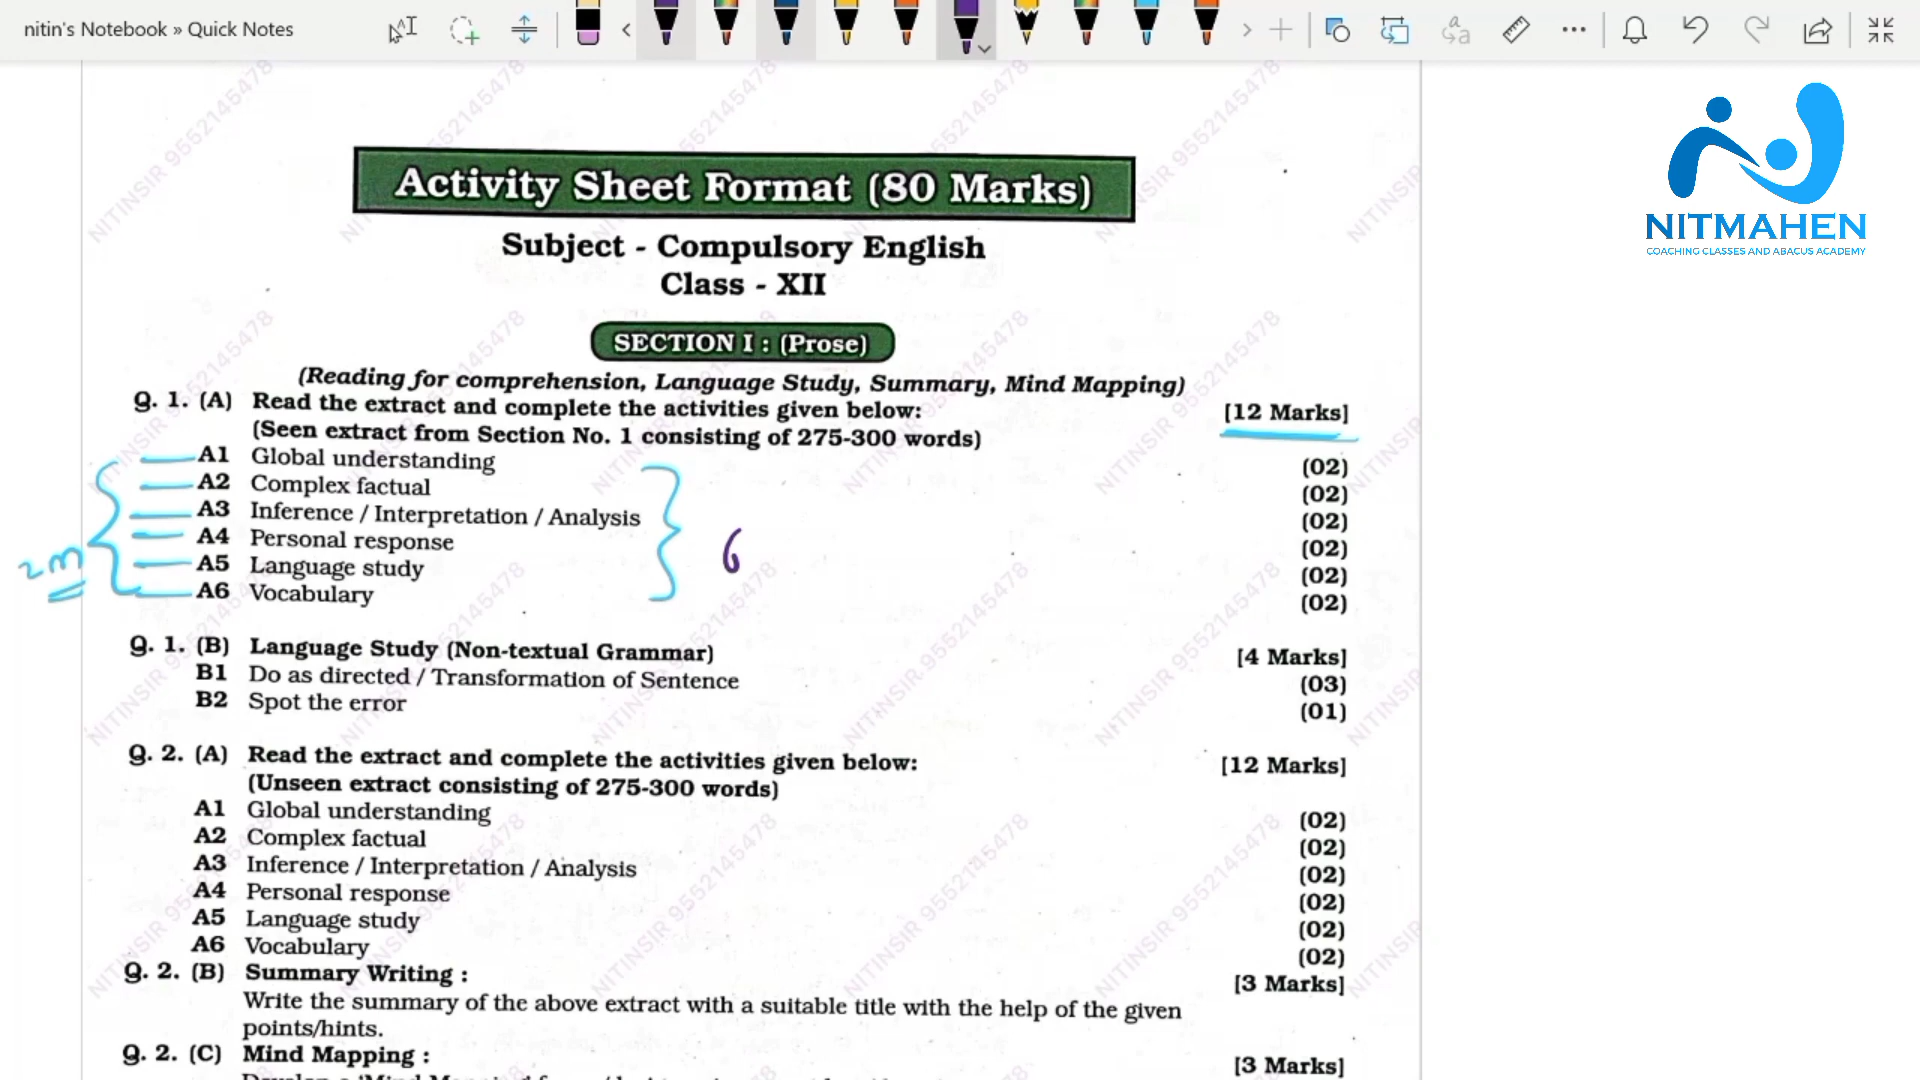 nitin's Notebook » Quick Notes
NITMAHEN
COACHING CLASSES AND ABACUS ACADEMY
Activity Sheet Format (80 Marks)
Subject - Compulsory English
Class - XII
SECTION I : (Prose)
(Reading for comprehension, Language Study, Summary, Mind Mapping)
Q. 1. (A) Read the extract and complete the activities given below: [12 Marks]
(Seen extract from Section No. 1 consisting of 275-300 words)
A1 Global understanding (02)
A2 Complex factual (02)
A3 Inference / Interpretation / Analysis (02)
A4 Personal response (02)
A5 Language study (02)
A6 Vocabulary (02)
2m
6
Q. 1. (B) Language Study (Non-textual Grammar) [4 Marks]
B1 Do as directed / Transformation of Sentence (03)
B2 Spot the error (01)
Q. 2. (A) Read the extract and complete the activities given below: [12 Marks]
(Unseen extract consisting of 275-300 words)
A1 Global understanding (02)
A2 Complex factual (02)
A3 Inference / Interpretation / Analysis (02)
A4 Personal response (02)
A5 Language study (02)
A6 Vocabulary (02)
Q. 2. (B) Summary Writing : [3 Marks]
Write the summary of the above extract with a suitable title with the help of the given
points/hints.
Q. 2. (C) Mind Mapping : [3 Marks]
NITINSIR 9552145478